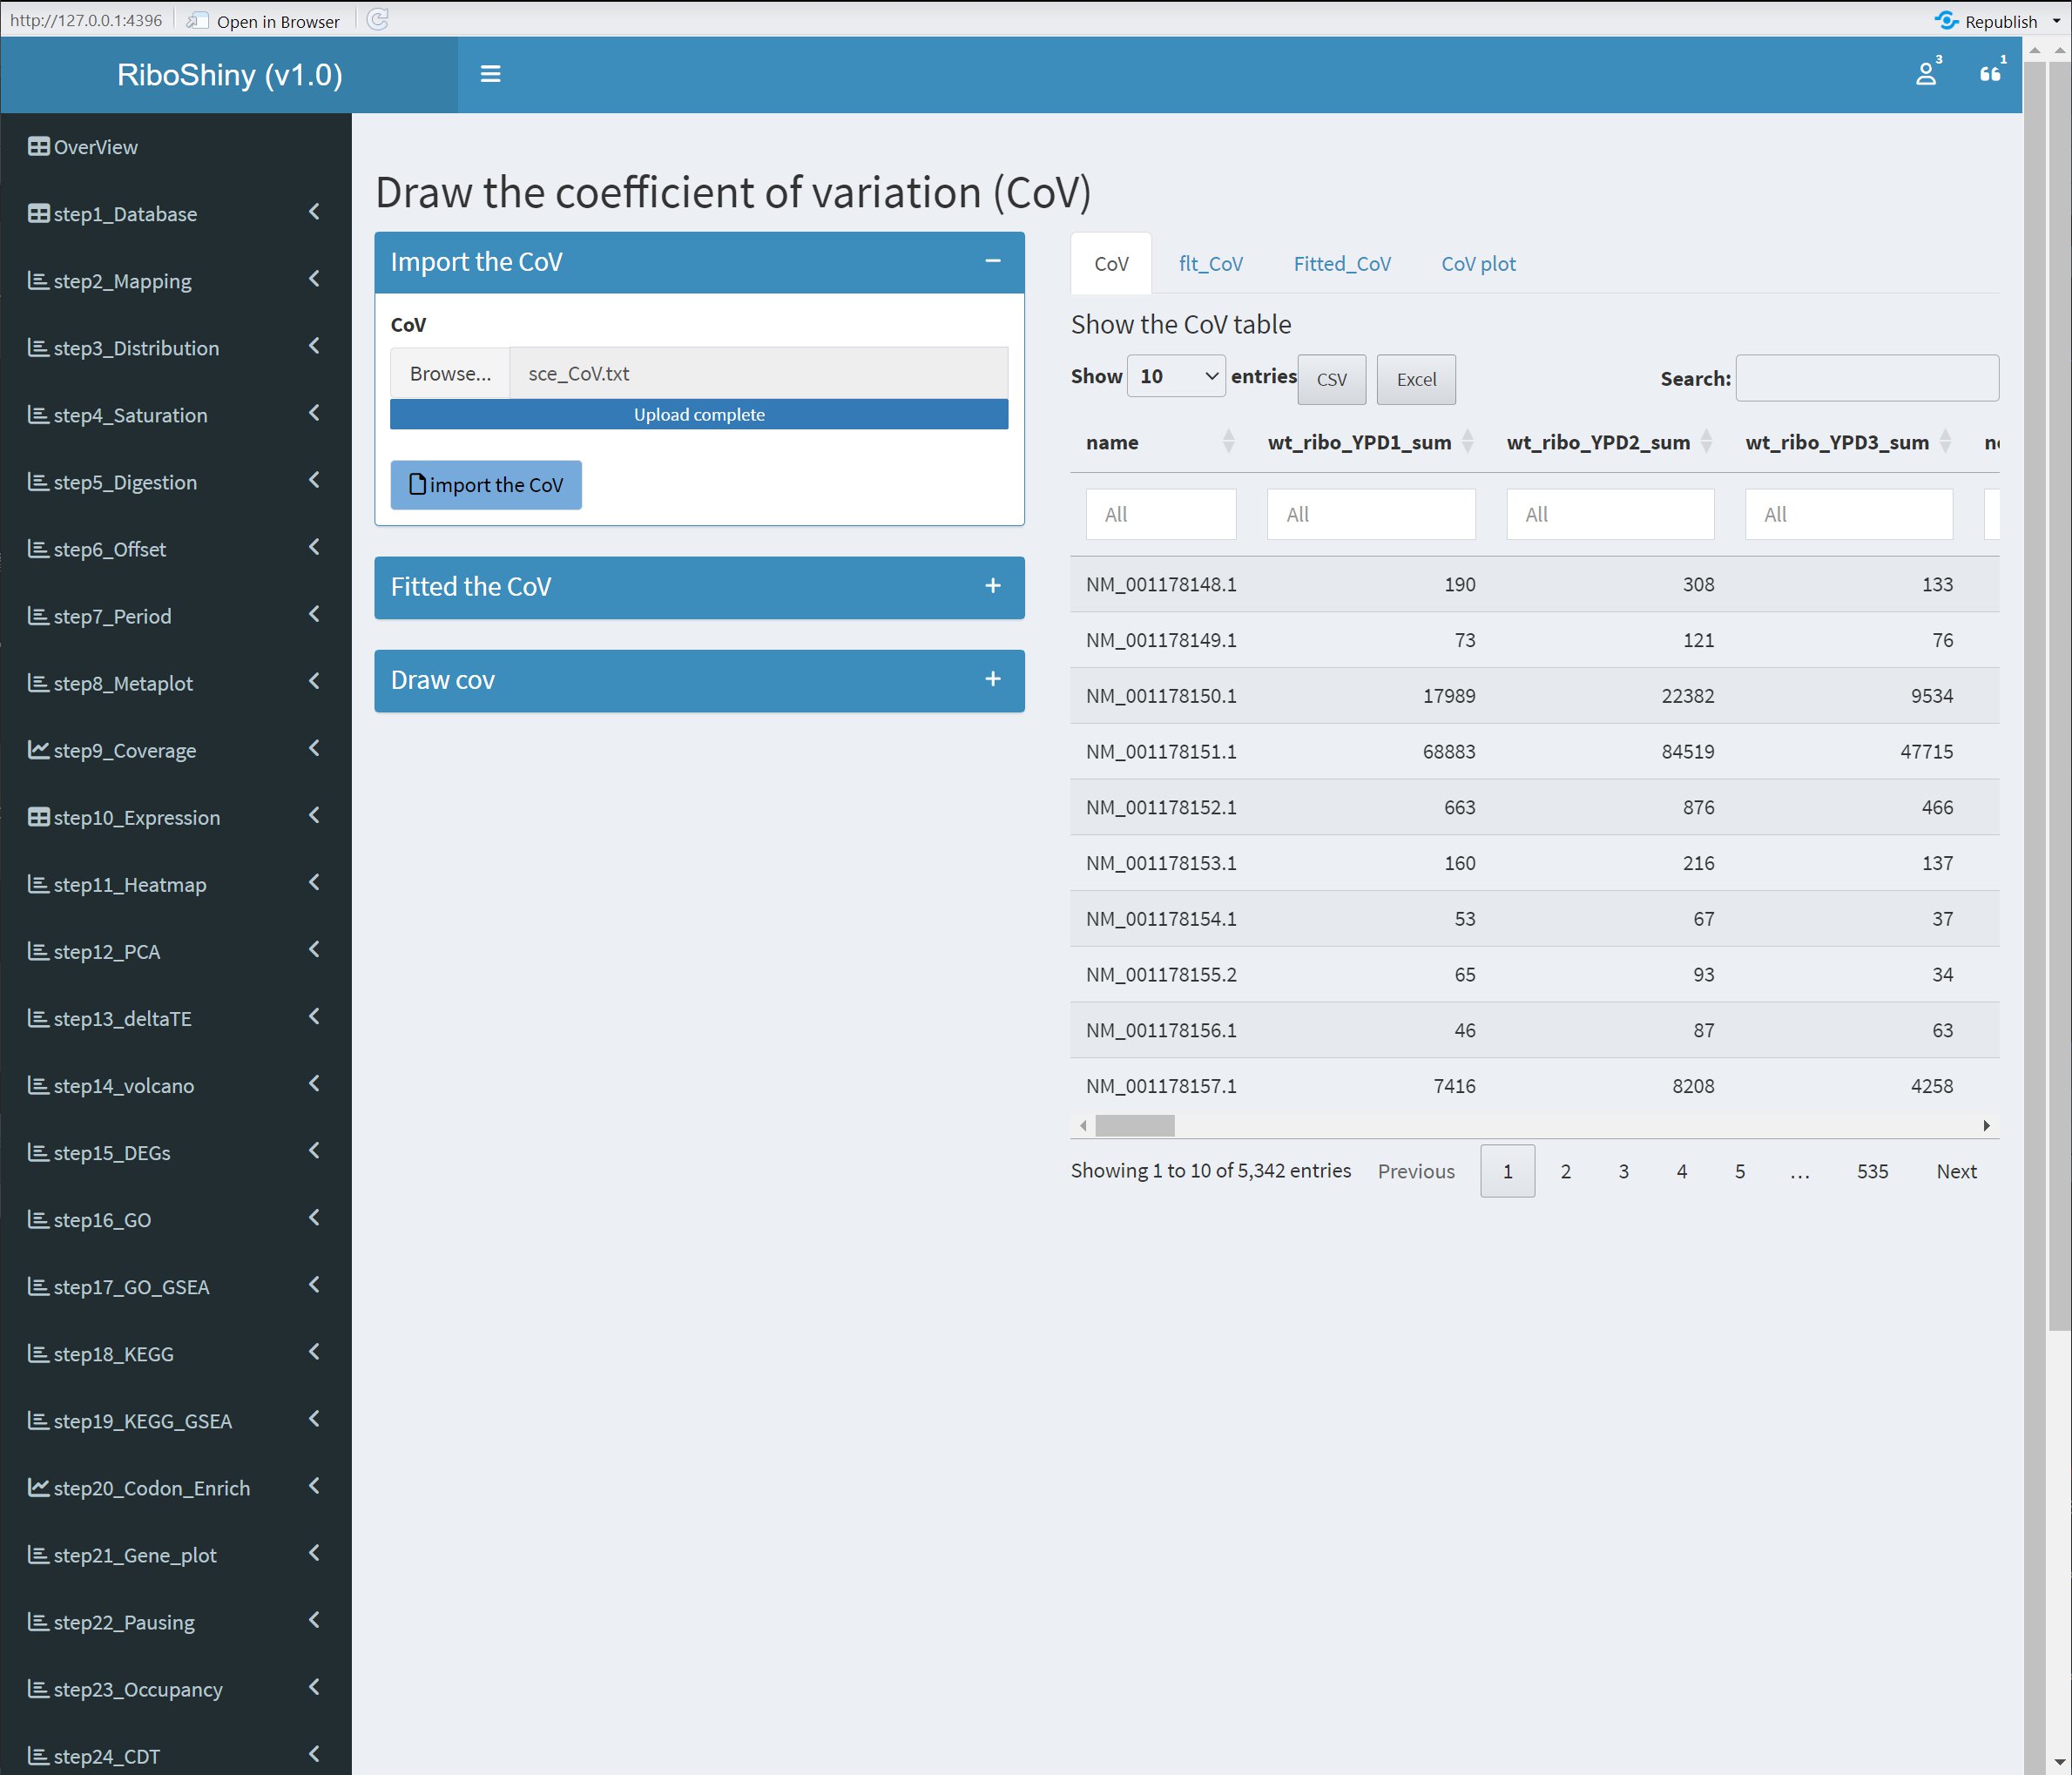 http://127.0.0.1:4396 Open in Browser Republish
RiboShiny (v1.0) 3 1
OverView
step1_Database
step2_Mapping
step3_Distribution
step4_Saturation
step5_Digestion
step6_Offset
step7_Period
step8_Metaplot
step9_Coverage
step10_Expression
step11_Heatmap
step12_PCA
step13_deltaTE
step14_volcano
step15_DEGs
step16_GO
step17_GO_GSEA
step18_KEGG
step19_KEGG_GSEA
step20_Codon_Enrich
step21_Gene_plot
step22_Pausing
step23_Occupancy
step24_CDT
Draw the coefficient of variation (CoV)
Import the CoV
CoV
Browse... sce_CoV.txt
Upload complete
import the CoV
Fitted the CoV
Draw cov
CoV flt_CoV Fitted_CoV CoV plot
Show the CoV table
Show 10 entries CSV Excel Search:
name wt_ribo_YPD1_sum wt_ribo_YPD2_sum wt_ribo_YPD3_sum
All All All All
NM_001178148.1 190 308 133
NM_001178149.1 73 121 76
NM_001178150.1 17989 22382 9534
NM_001178151.1 68883 84519 47715
NM_001178152.1 663 876 466
NM_001178153.1 160 216 137
NM_001178154.1 53 67 37
NM_001178155.2 65 93 34
NM_001178156.1 46 87 63
NM_001178157.1 7416 8208 4258
Showing 1 to 10 of 5,342 entries Previous 1 2 3 4 5 … 535 Next